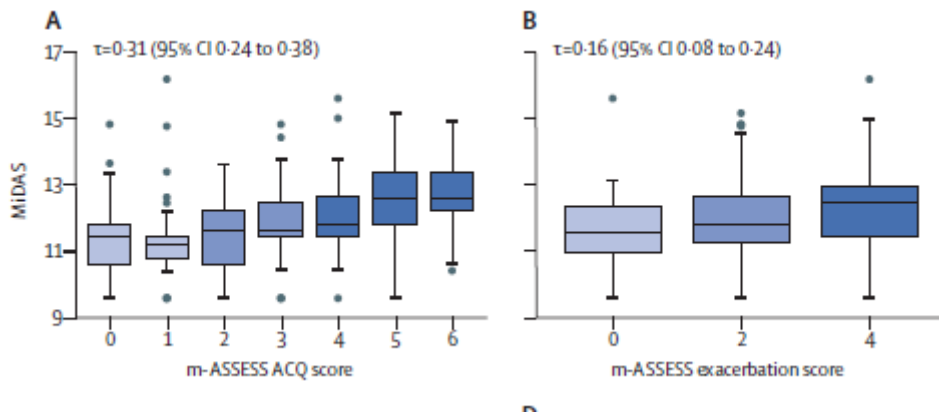 A
τ=0·31 (95% CI 0·24 to 0·38)
17
15
13
11
9
MiDAS
0 1 2 3 4 5 6
m-ASSESS ACQ score
B
τ=0·16 (95% CI 0·08 to 0·24)
0 2 4
m-ASSESS exacerbation score